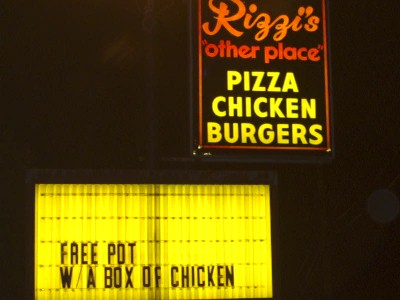 Rizzi's
"other place"
PIZZA
CHICKEN
BURGERS
FREE POT
W/A BOX OF CHICKEN